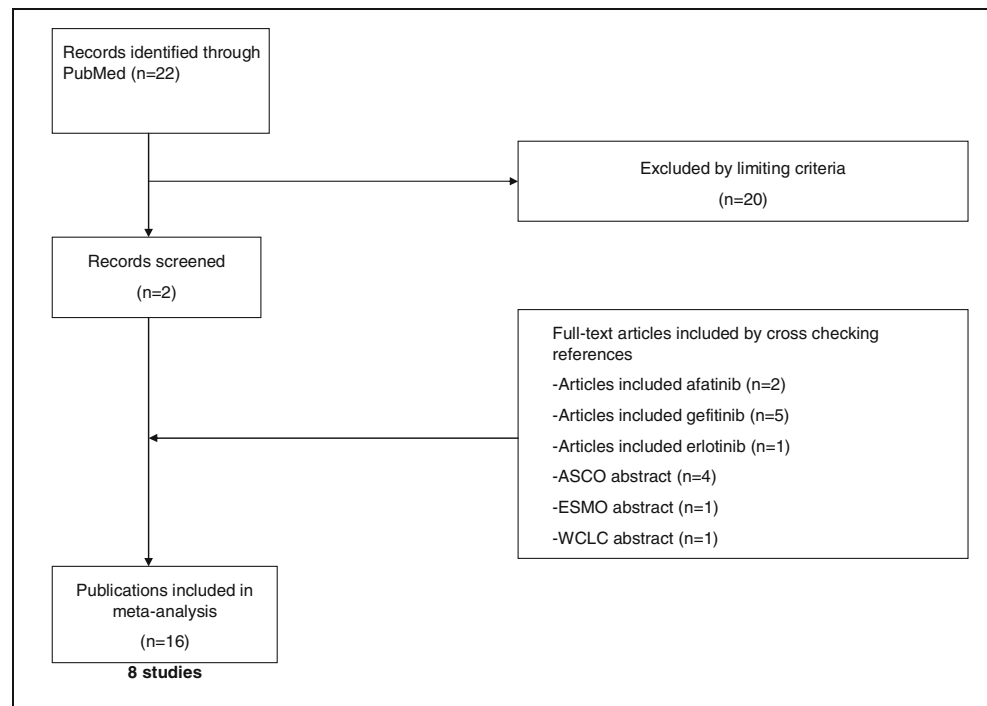 Records identified through
PubMed (n=22)
Excluded by limiting criteria
(n=20)
Records screened
(n=2)
Full-text articles included by cross checking
references
-Articles included afatinib (n=2)
-Articles included gefitinib (n=5)
-Articles included erlotinib (n=1)
-ASCO abstract (n=4)
-ESMO abstract (n=1)
-WCLC abstract (n=1)
Publications included in
meta-analysis
(n=16)
8 studies